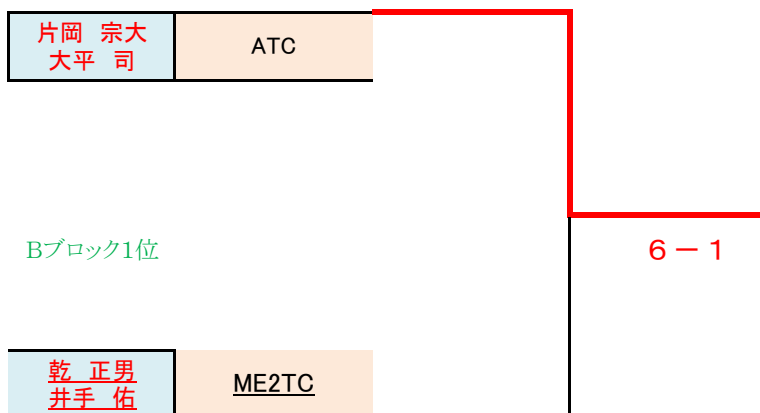 片岡 宗大
大平 司
ATC
Bブロック1位
6－1
乾 正男
井手 佑
ME2TC